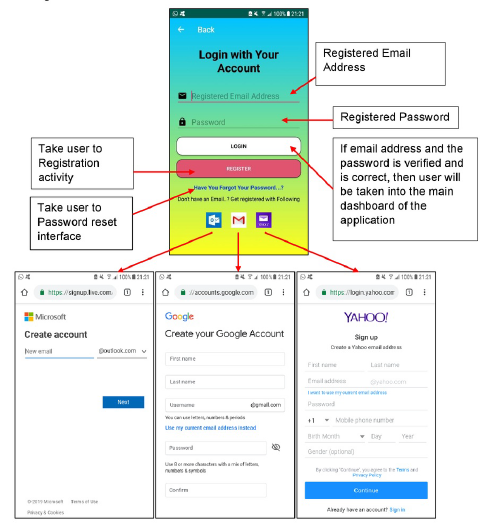 100% 21:21
Back
Login with Your
Account
Registered Email Address
Password
LOGIN
REGISTER
Have You Forgot Your Password...?
Don't have an Email..? Get registered with Following
Registered Email
Address
Registered Password
If email address and the
password is verified and
is correct, then user will
be taken into the main
dashboard of the
application
Take user to
Registration
activity
Take user to
Password reset
interface
100% 21:21
https://signup.live.com.
Microsoft
Create account
New email @outlook.com
Next
Terms of Use
Privacy & Cookies
100% 21:21
//accounts.google.com
Google
Create your Google Account
First name
Last name
Username @gmail.com
You can use letters, numbers & periods
Use my current email address instead
Password
Use 8 or more characters with a mix of letters,
numbers & symbols
Confirm
100% 21:21
https://login.yahoo.com
YAHOO!
Sign up
Create a Yahoo email address
First name Last name
Email address @yahoo.com
I want to use my current email address
Password
+1 Mobile phone number
Birth Month Day Year
Gender (optional)
By clicking "Continue", you agree to the Terms and
Privacy Policy
Continue
Already have an account? Sign in